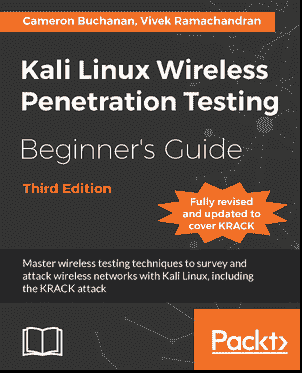 Cameron Buchanan, Vivek Ramachandran
Kali Linux Wireless
Penetration Testing
Beginner's Guide
Third Edition
Fully revised
and updated to
cover KRACK
Master wireless testing techniques to survey and
attack wireless networks with Kali Linux, including
the KRACK attack
Packt>